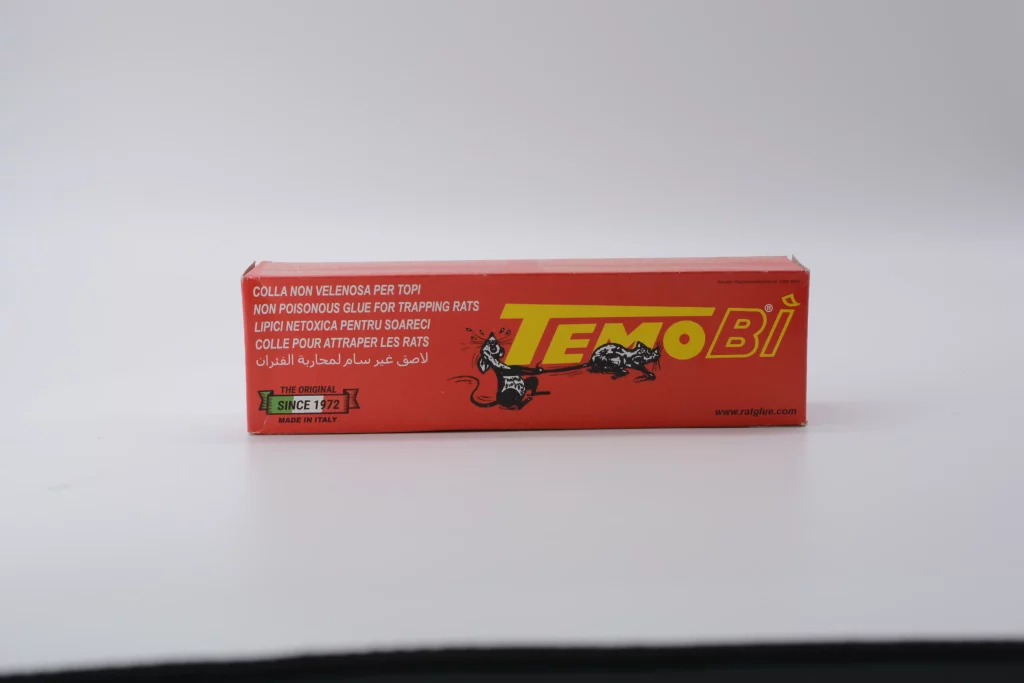 COLLA NON VELENOSA PER TOPI
NON POISONOUS GLUE FOR TRAPPING RATS
LIPICI NETOXICA PENTRU SOARECI
COLLE POUR ATTRAPER LES RATS
لاصق غير سام لمحاربة الفئران
THE ORIGINAL
SINCE 1972
MADE IN ITALY
TEMOBÌ®
www.ratglue.com